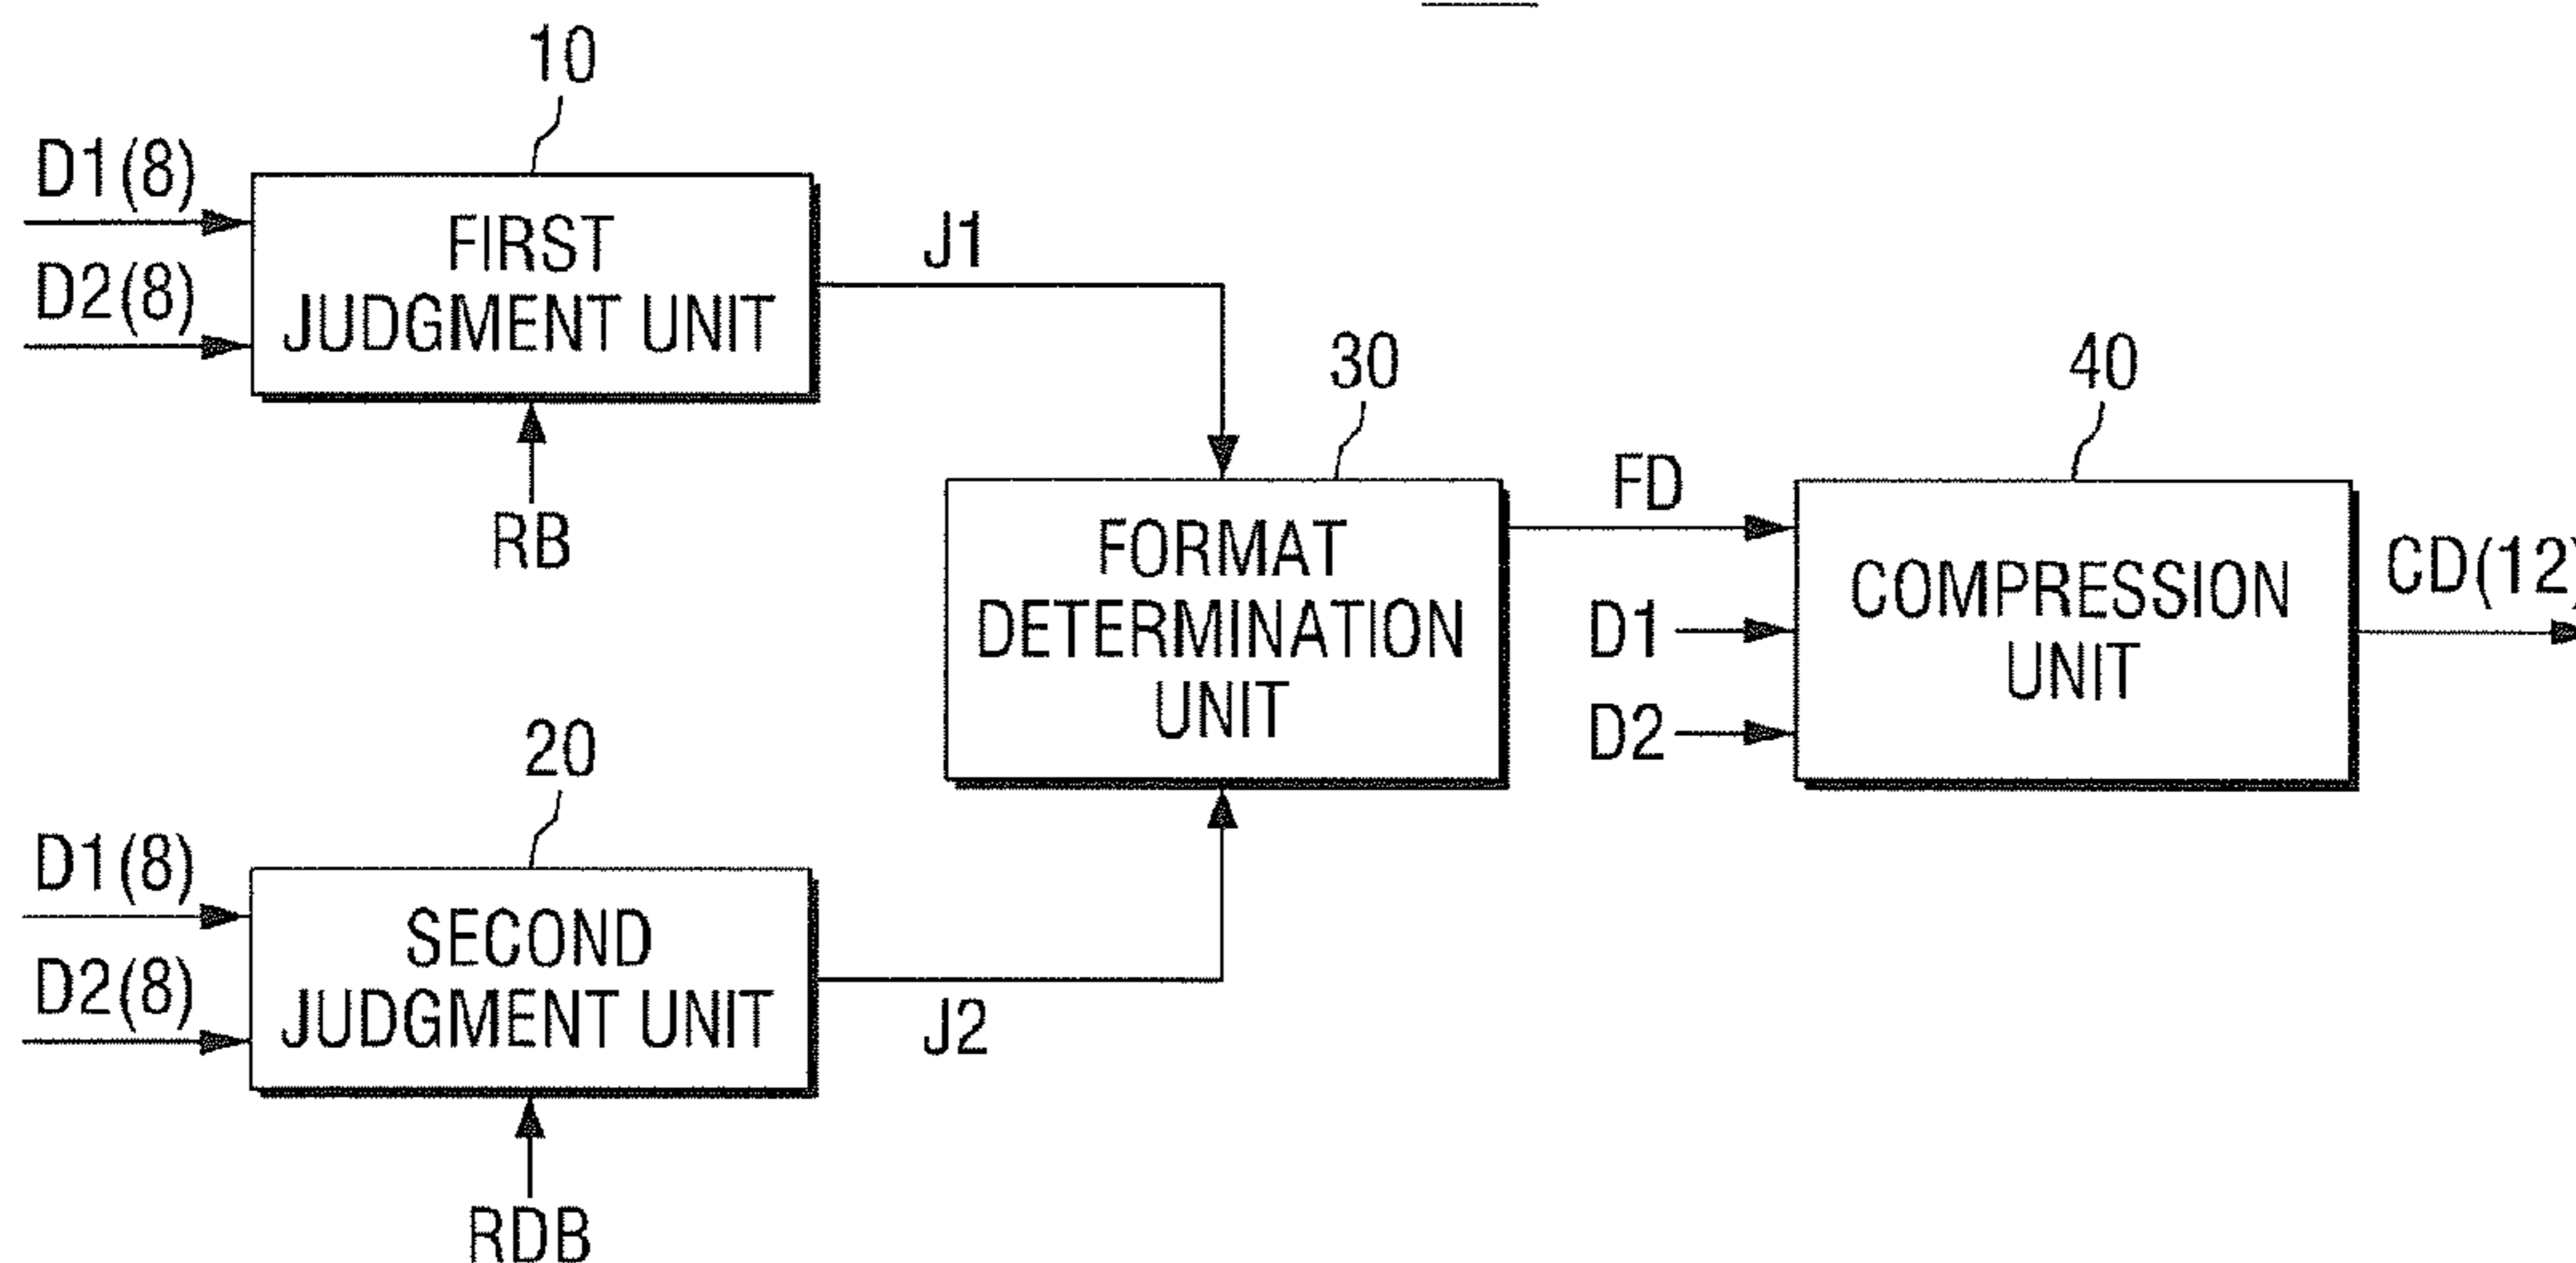 10
D1(8)
D2(8)
FIRST
JUDGMENT UNIT
J1
RB
30
40
FORMAT
DETERMINATION
UNIT
FD
D1
D2
COMPRESSION
UNIT
CD(12)
20
D1(8)
D2(8)
SECOND
JUDGMENT UNIT
J2
RDB